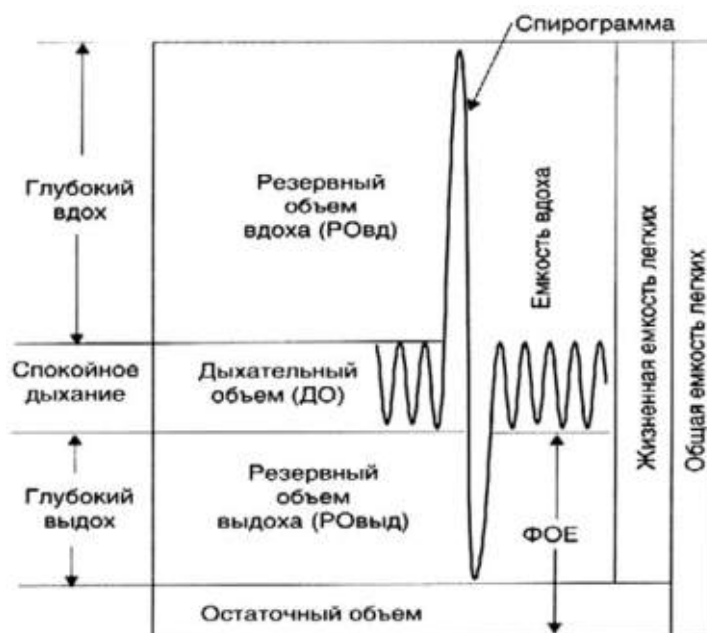 Спирограмма
Глубокий
вдох
Резервный
объем
вдоха (РОвд)
Емкость вдоха
Жизненная емкость легких
Общая емкость легких
Спокойное
дыхание
Дыхательный
объем (ДО)
Глубокий
выдох
Резервный
объем
выдоха (РОвыд)
ФОЕ
Остаточный объем